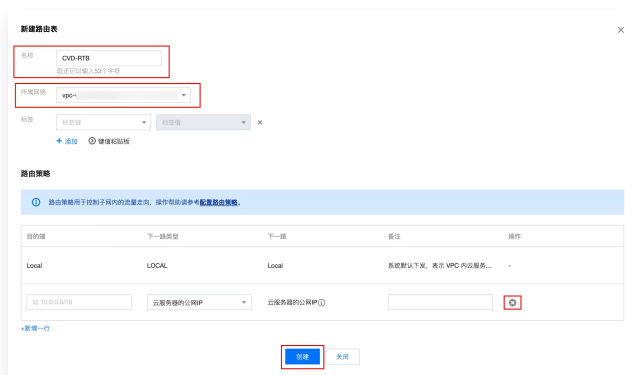 新建路由表
名称
CVD-RTB
您还可以输入53个字符
所属网络
vpc-
标签
标签键
标签值
+ 添加 键值粘贴板
路由策略
路由策略用于控制子网内的流量走向，操作帮助请参考配置路由策略。
目的端 下一跳类型 下一跳 备注 操作
Local LOCAL Local 系统默认下发，表示 VPC 内云服务... -
如 10.0.0.0/16 云服务器的公网IP 云服务器的公网IP
+新增一行
创建 关闭